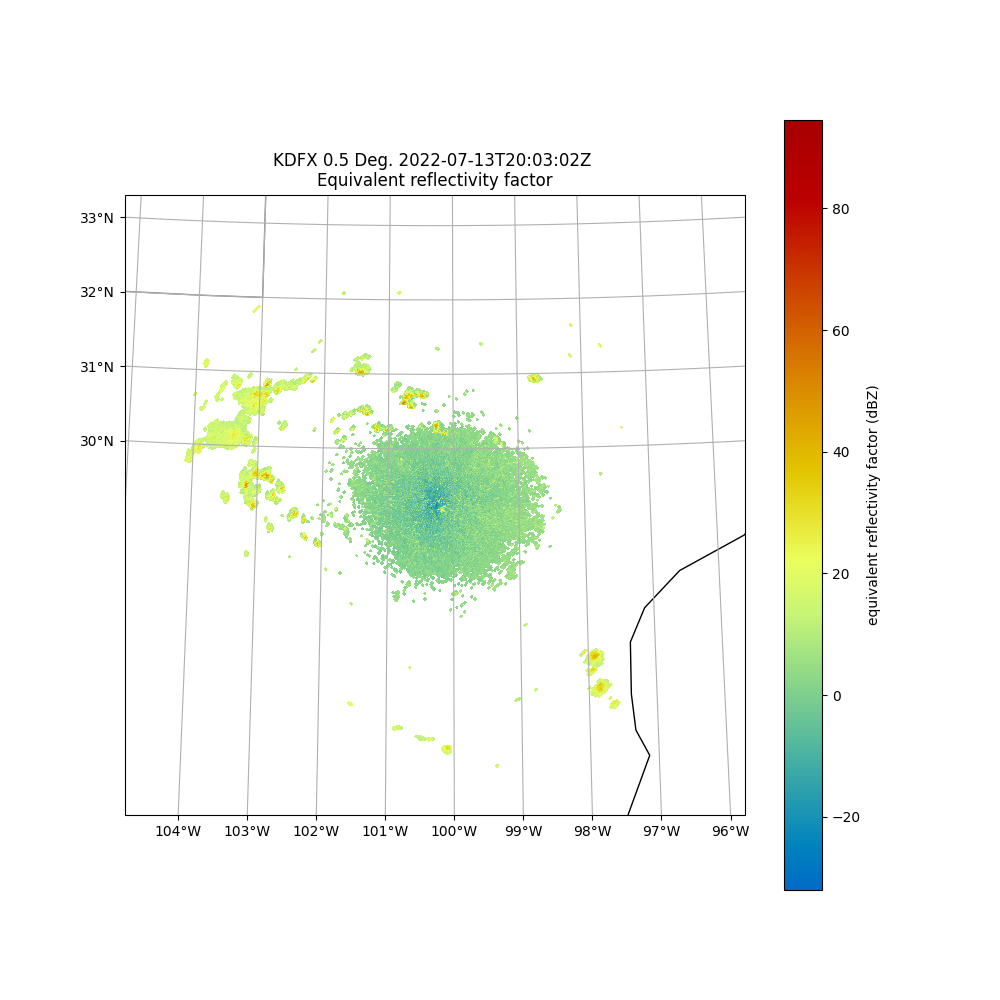 KDFX 0.5 Deg. 2022-07-13T20:03:02Z
Equivalent reflectivity factor
33°N
32°N
31°N
30°N
104°W 103°W 102°W 101°W 100°W 99°W 98°W 97°W 96°W
80
60
40
20
0
−20
equivalent reflectivity factor (dBZ)